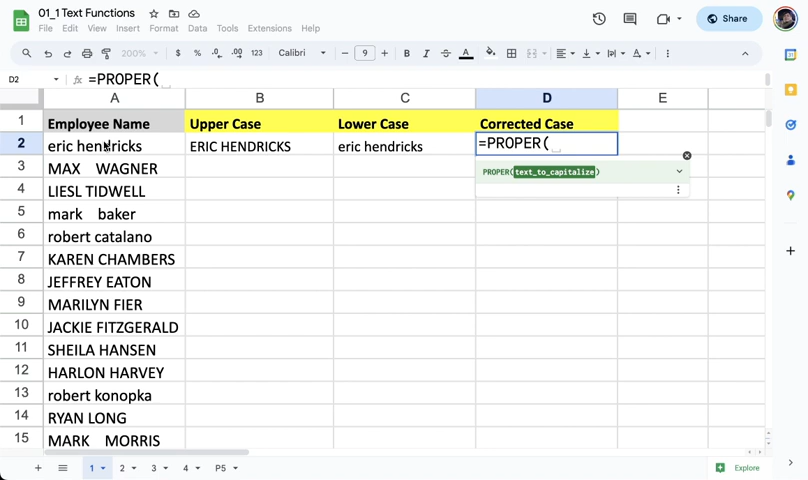 01_1 Text Functions
File Edit View Insert Format Data Tools Extensions Help
Share
200% $ % .0 .00 123 Calibri 9 B I A
D2 fx =PROPER(
A B C D E
1 Employee Name Upper Case Lower Case Corrected Case
2 eric hendricks ERIC HENDRICKS eric hendricks =PROPER(
3 MAX WAGNER
PROPER(text_to_capitalize)
4 LIESL TIDWELL
5 mark baker
6 robert catalano
7 KAREN CHAMBERS
8 JEFFREY EATON
9 MARILYN FIER
10 JACKIE FITZGERALD
11 SHEILA HANSEN
12 HARLON HARVEY
13 robert konopka
14 RYAN LONG
15 MARK MORRIS
1 2 3 4 P5 Explore